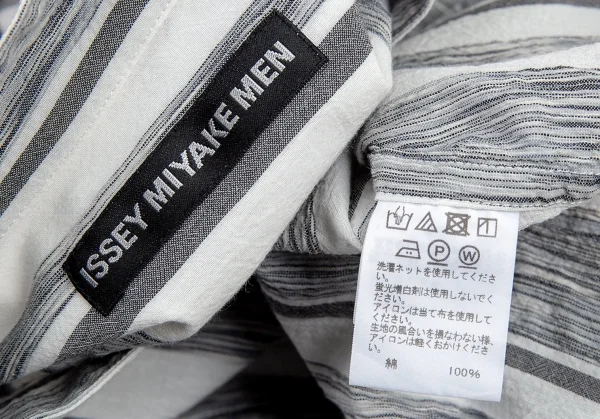 ISSEY MIYAKE MEN
P W
洗濯ネットを使用してくださ
い。
蛍光増白剤は使用しないでく
ださい。
アイロンは当て布を使用して
ください。
生地の風合いを損なわない様、
アイロンは軽くおかけください。
綿 100%